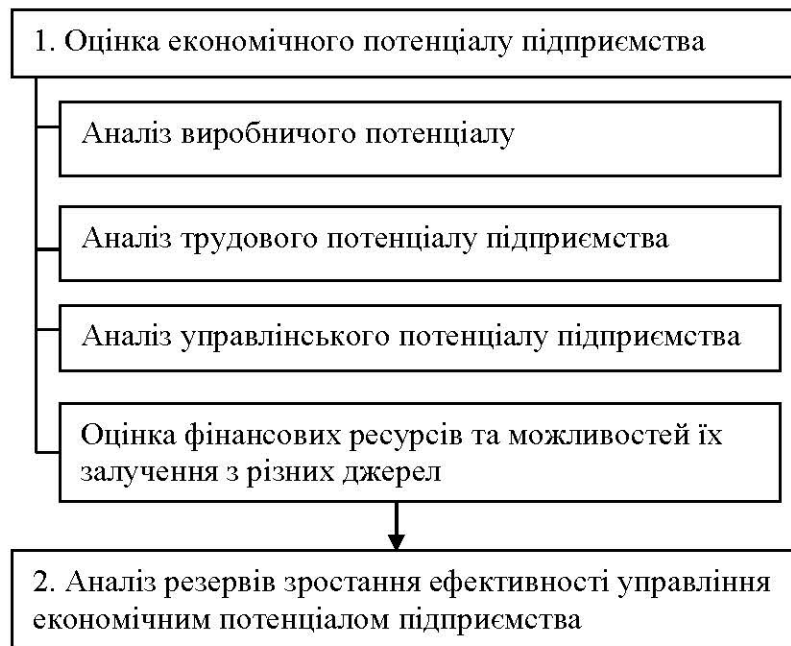 1. Оцінка економічного потенціалу підприємства
Аналіз виробничого потенціалу
Аналіз трудового потенціалу підприємства
Аналіз управлінського потенціалу підприємства
Оцінка фінансових ресурсів та можливостей їх
залучення з різних джерел
2. Аналіз резервів зростання ефективності управління
економічним потенціалом підприємства